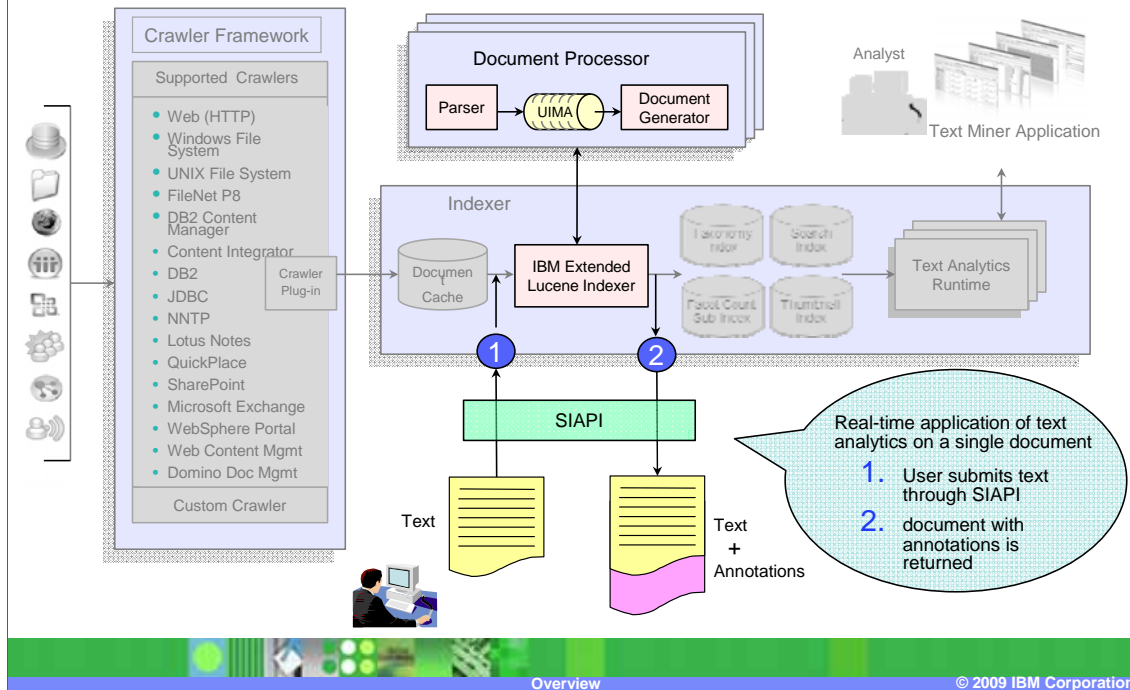 Crawler Framework
Supported Crawlers
• Web (HTTP)
• Windows File
System
• UNIX File System
• FileNet P8
• DB2 Content
Manager
• Content Integrator
• DB2
• JDBC
• NNTP
• Lotus Notes
• QuickPlace
• SharePoint
• Microsoft Exchange
• WebSphere Portal
• Web Content Mgmt
• Domino Doc Mgmt
Custom Crawler
Crawler
Plug-in
Document Processor
Parser
UIMA
Document
Generator
Analyst
Text Miner Application
Indexer
Documen
t
Cache
IBM Extended
Lucene Indexer
Taxonomy
Index
Search
Index
Facet Count
Sub Index
Thumbnail
Index
Text Analytics
Runtime
1
2
SIAPI
Text
Text
+
Annotations
Real-time application of text
analytics on a single document
1. User submits text
through SIAPI
2. document with
annotations is
returned
Overview
© 2009 IBM Corporation